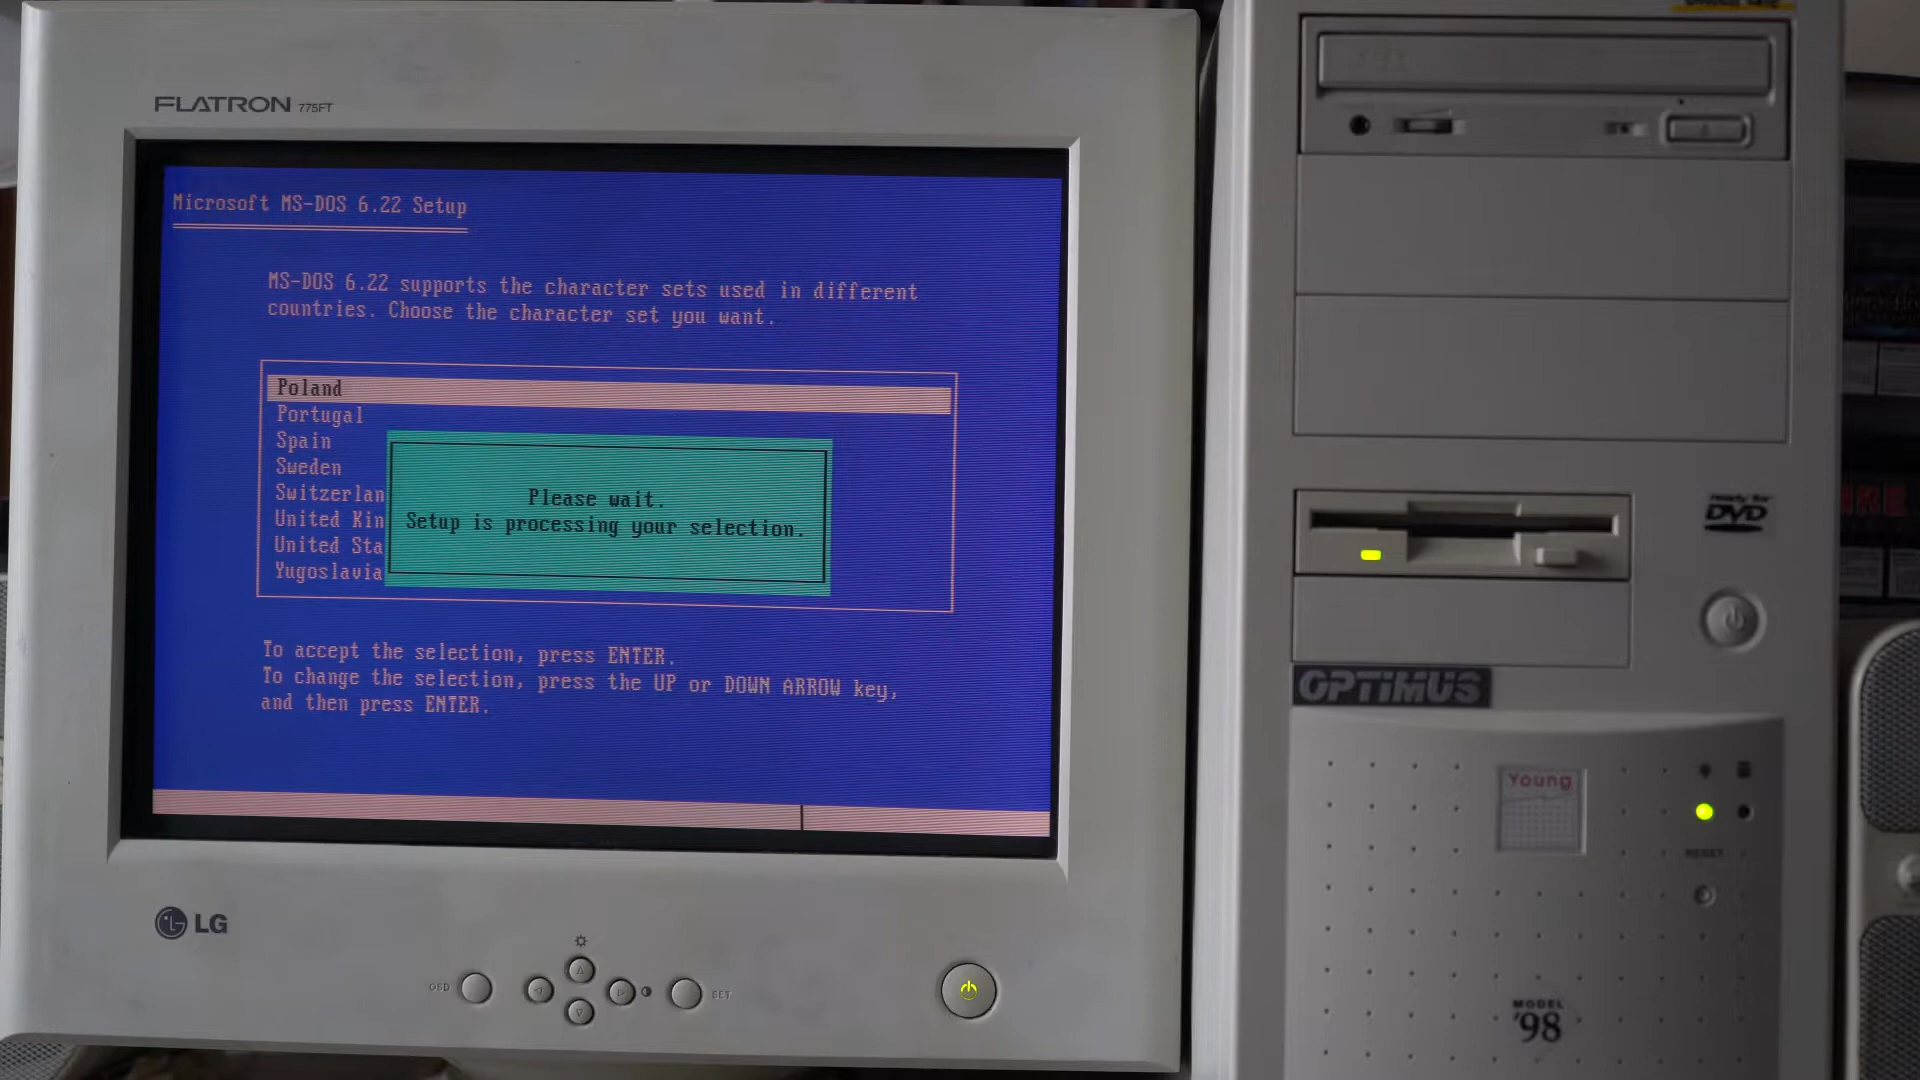 FLATRON 775FT
Microsoft MS-DOS 6.22 Setup
MS-DOS 6.22 supports the character sets used in different
countries. Choose the character set you want.
Poland
Portugal
Spain
Sweden
Switzerlan
United Kin
United Sta
Yugoslavia
Please wait.
Setup is processing your selection.
To accept the selection, press ENTER.
To change the selection, press the UP or DOWN ARROW key,
and then press ENTER.
LG
OSD
SET
ready for
DVD
OPTIMUS
Young
RESET
MODEL
'98